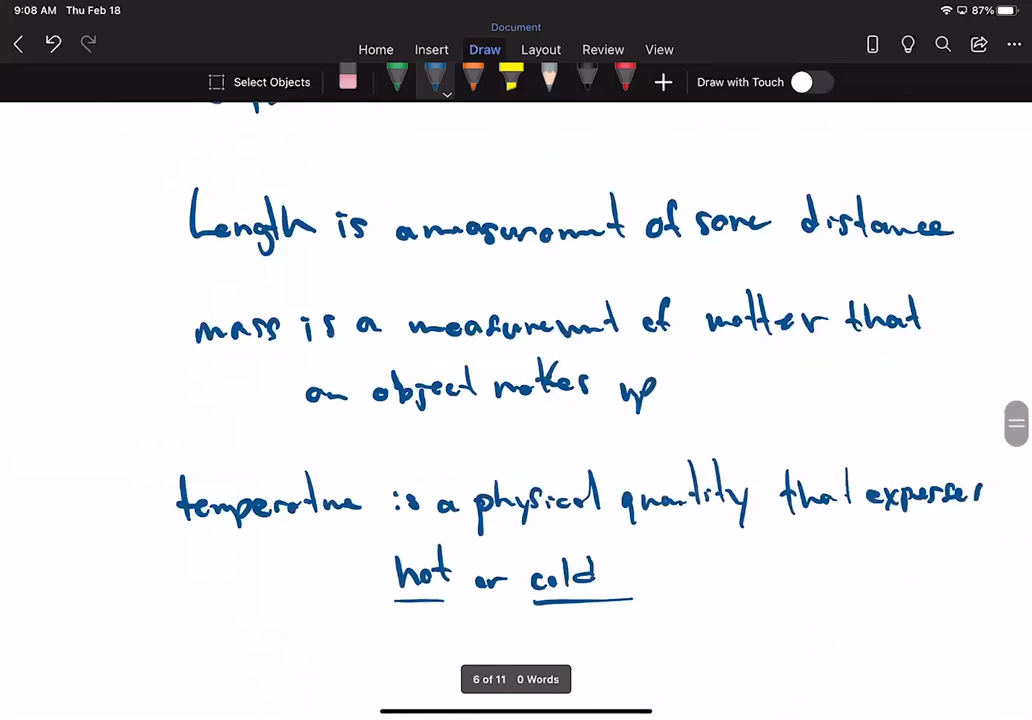 9:08 AM Thu Feb 18
87%
Document
Home Insert Draw Layout Review View
Select Objects
Draw with Touch
Length is a measurement of some distance
mass is a measurement of matter that
an object makes up
temperature is a physical quantity that expersses
hot or cold
6 of 11 0 Words